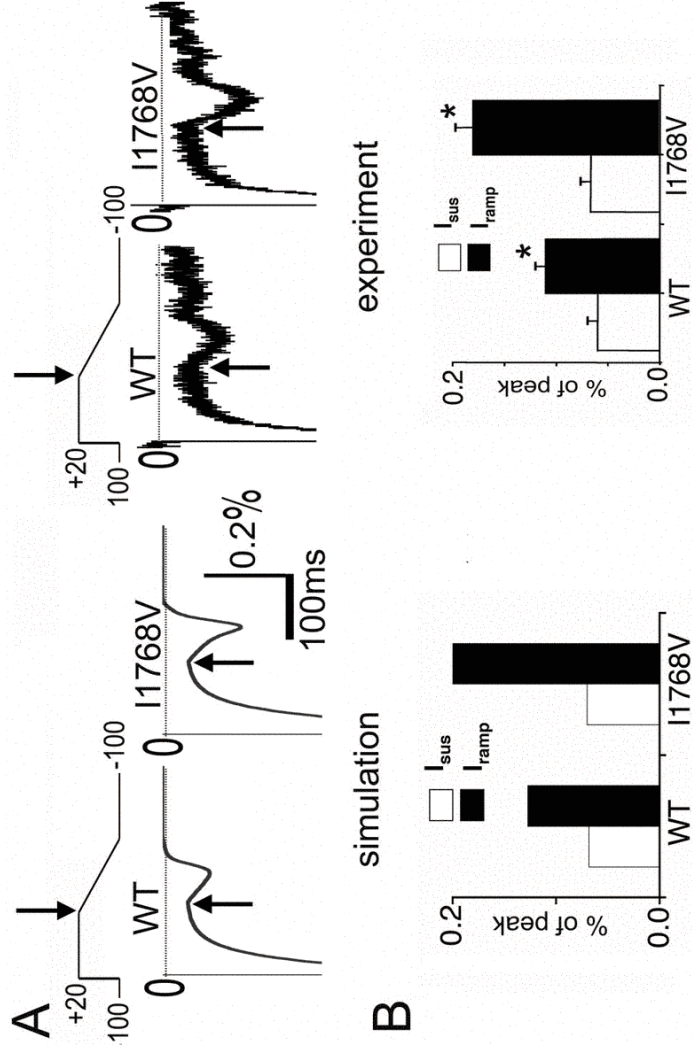 A
+20
-100
-100
+20
100
-100
WT
I1768V
WT
I1768V
0
0
0
0
0.2%
100ms
B
simulation
experiment
0.2
% of peak
0.0
Isus
Iramp
WT
I1768V
0.2
% of peak
0.0
Isus
Iramp
*
*
WT
I1768V